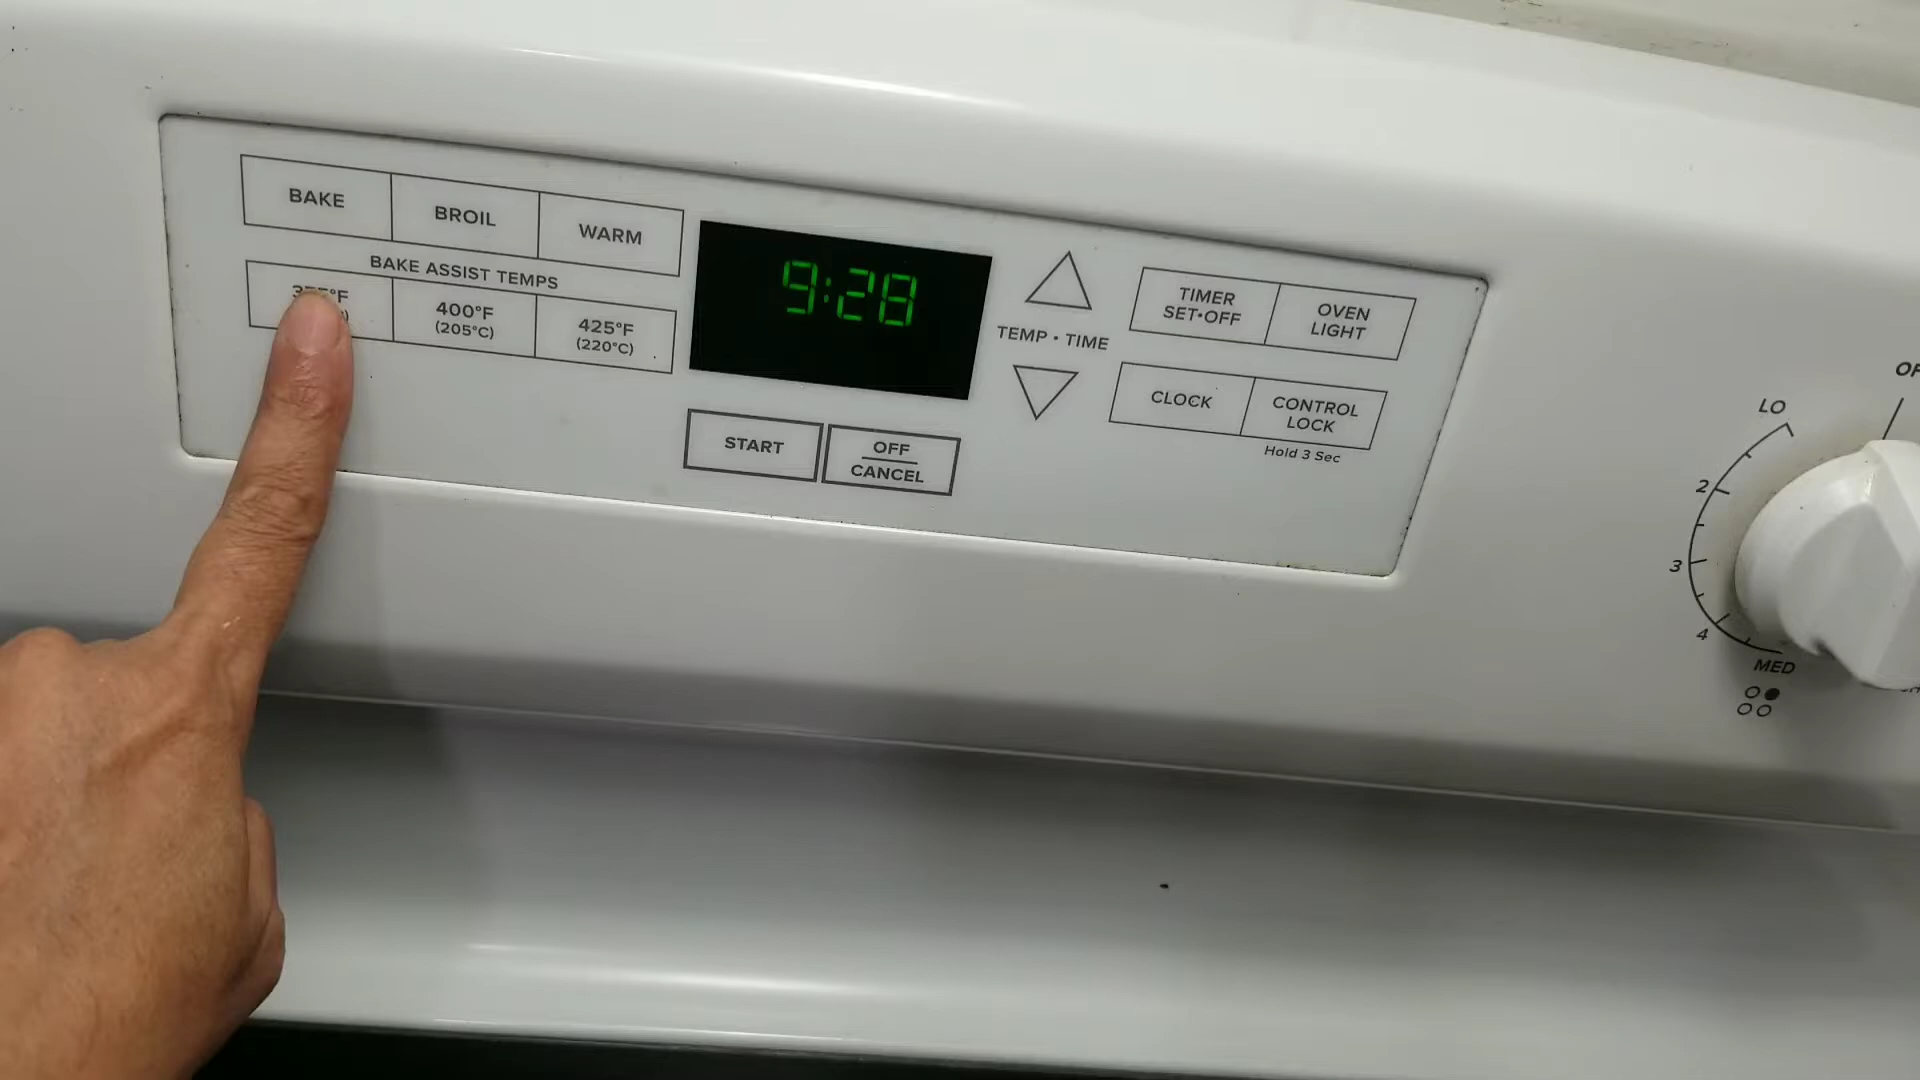 BAKE
BROIL
WARM
BAKE ASSIST TEMPS
400°F
(205°C)
425°F
(220°C)
9:28
START
OFF
CANCEL
TEMP • TIME
TIMER
SET•OFF
OVEN
LIGHT
CLOCK
CONTROL
LOCK
Hold 3 Sec
LO
2
3
4
MED